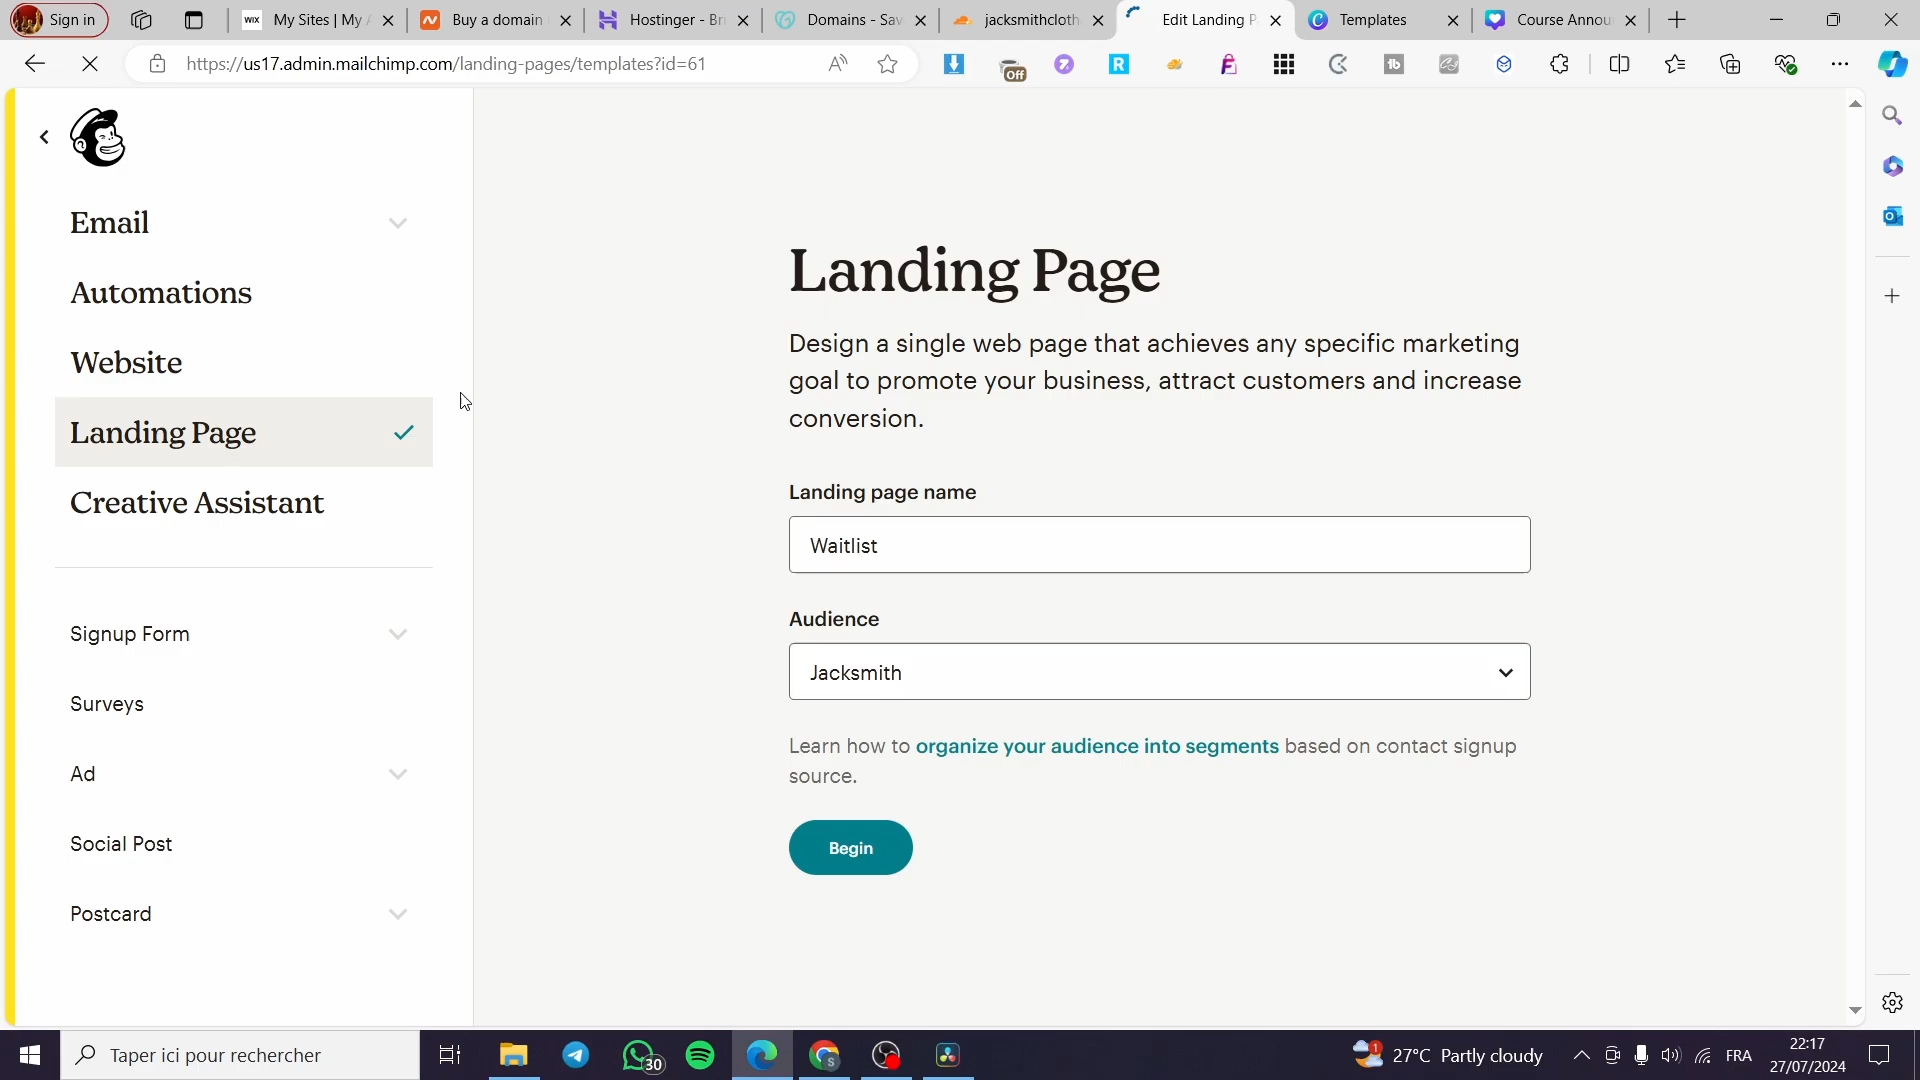 Sign in
WIX My Sites | My
Buy a domain
Hostinger - Bri
Domains - Sav
jacksmithcloth
Edit Landing P
Templates
Course Annou
https://us17.admin.mailchimp.com/landing-pages/templates?id=61
Off
R
tb
Email
Automations
Website
Landing Page
Creative Assistant
Signup Form
Surveys
Ad
Social Post
Postcard
Landing Page
Design a single web page that achieves any specific marketing
goal to promote your business, attract customers and increase
conversion.
Landing page name
Waitlist
Audience
Jacksmith
Learn how to organize your audience into segments based on contact signup
source.
Begin
Taper ici pour rechercher
30
1
27°C Partly cloudy
FRA
22:17
27/07/2024